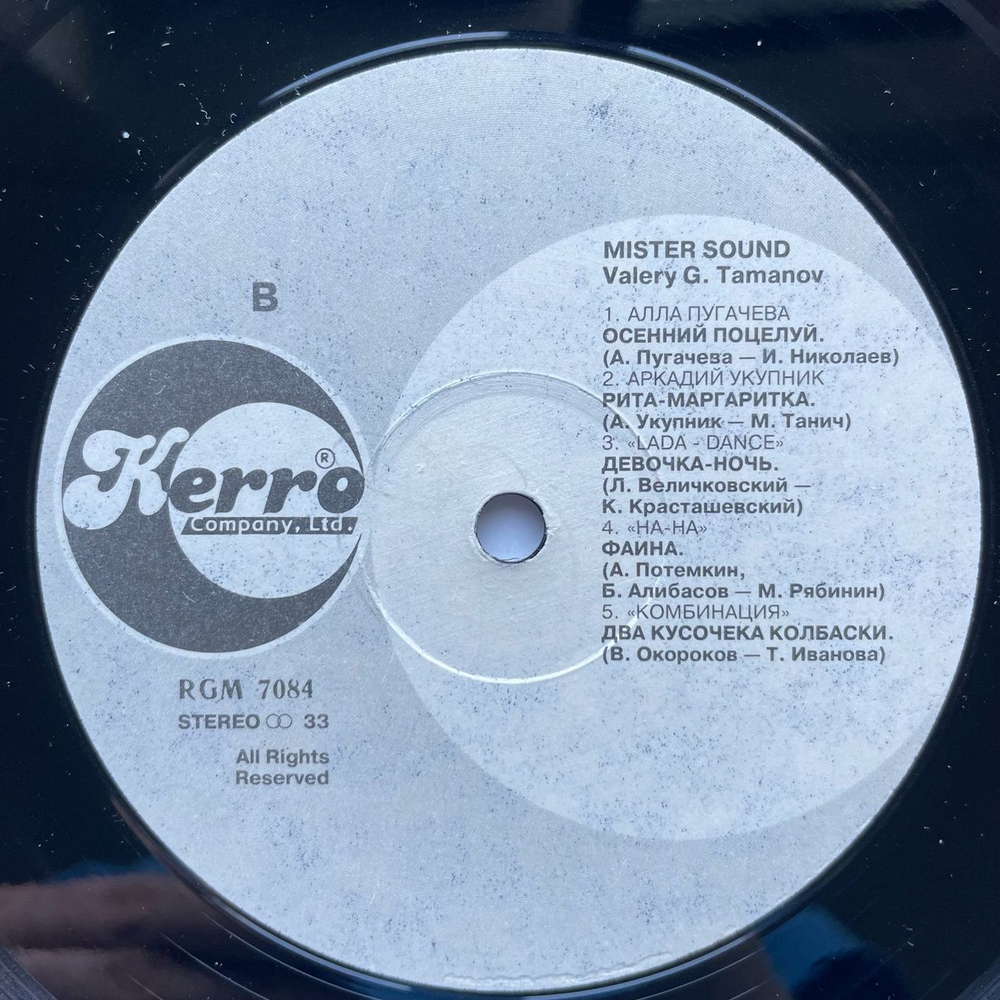 B
Kerro®
Company, Ltd.
RGM 7084
STEREO ꝏ 33
All Rights
Reserved
MISTER SOUND
Valery G. Tamanov
1. АЛЛА ПУГАЧЕВА
ОСЕННИЙ ПОЦЕЛУЙ.
(А. Пугачева — И. Николаев)
2. АРКАДИЙ УКУПНИК
РИТА-МАРГАРИТКА.
(А. Укупник — М. Танич)
3. «LADA - DANCE»
ДЕВОЧКА-НОЧЬ.
(Л. Величковский —
К. Красташевский)
4. «НА-НА»
ФАИНА.
(А. Потемкин,
Б. Алибасов — М. Рябинин)
5. «КОМБИНАЦИЯ»
ДВА КУСОЧЕКА КОЛБАСКИ.
(В. Окороков — Т. Иванова)